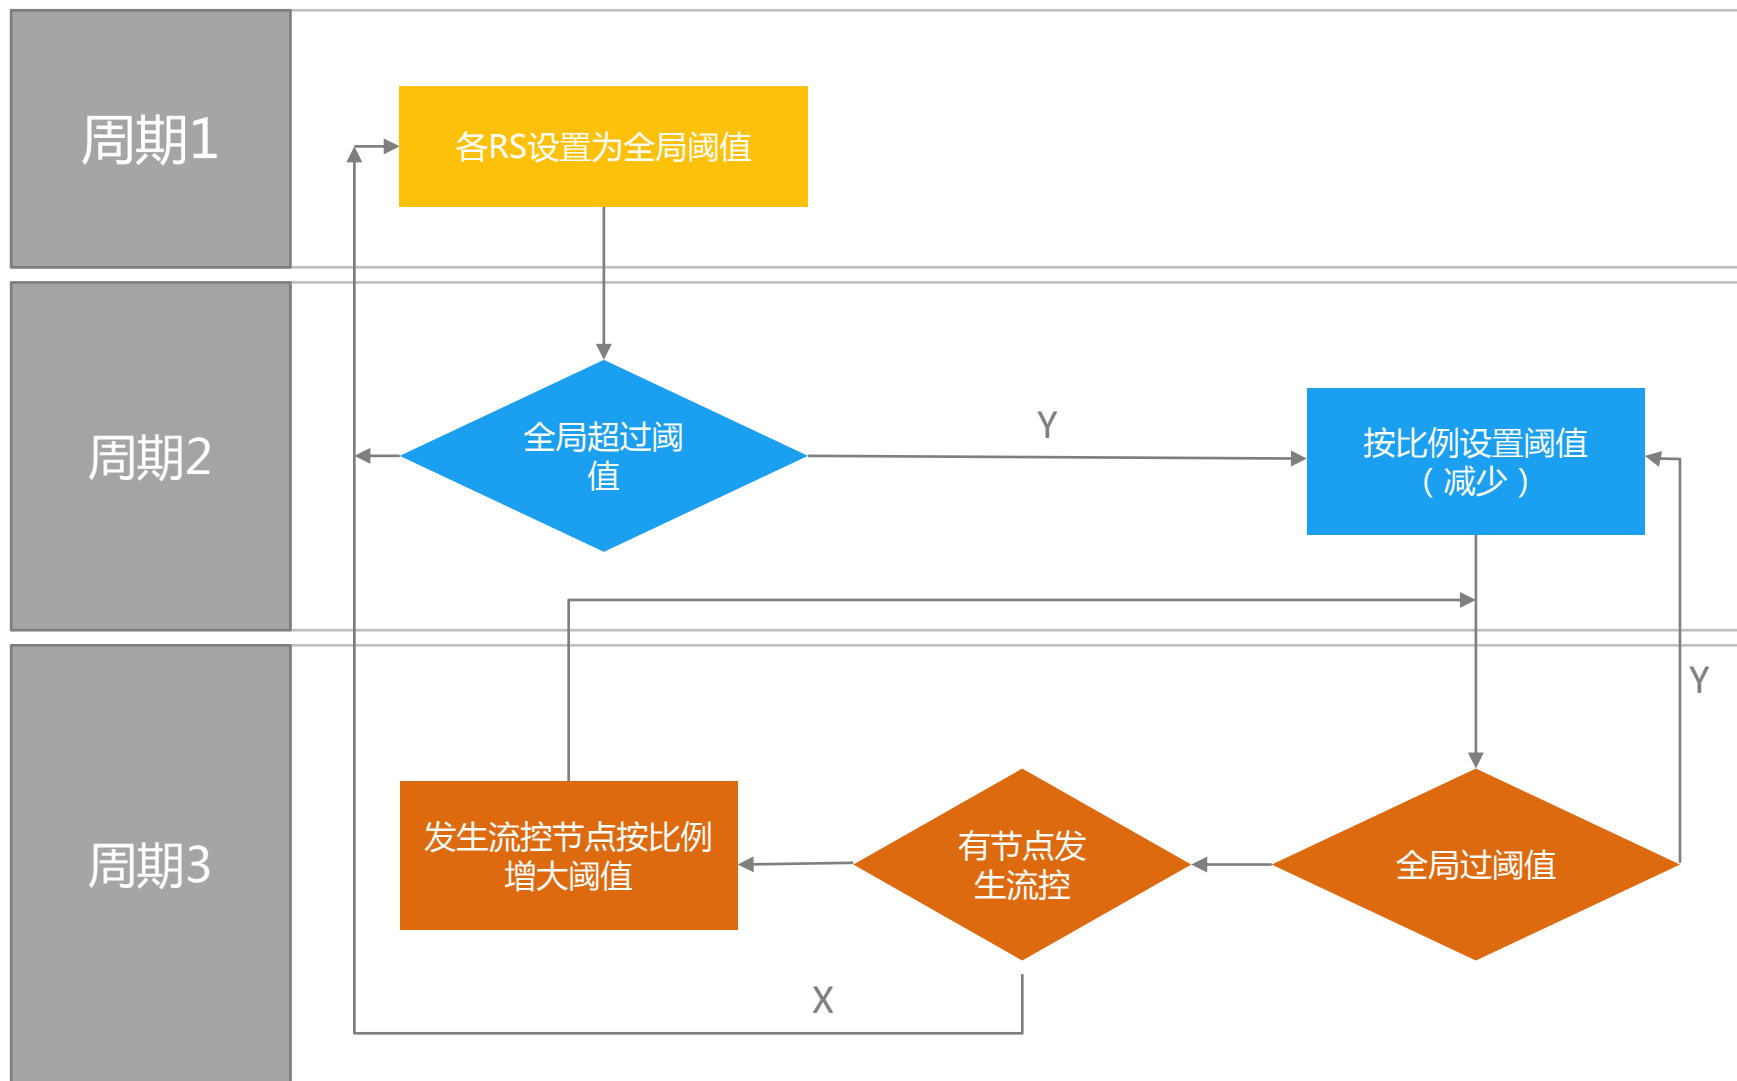 周期1
各RS设置为全局阈值
周期2
全局超过阈
值
Y
按比例设置阈值
（减少）
Y
周期3
发生流控节点按比例
增大阈值
有节点发
生流控
全局过阈值
X